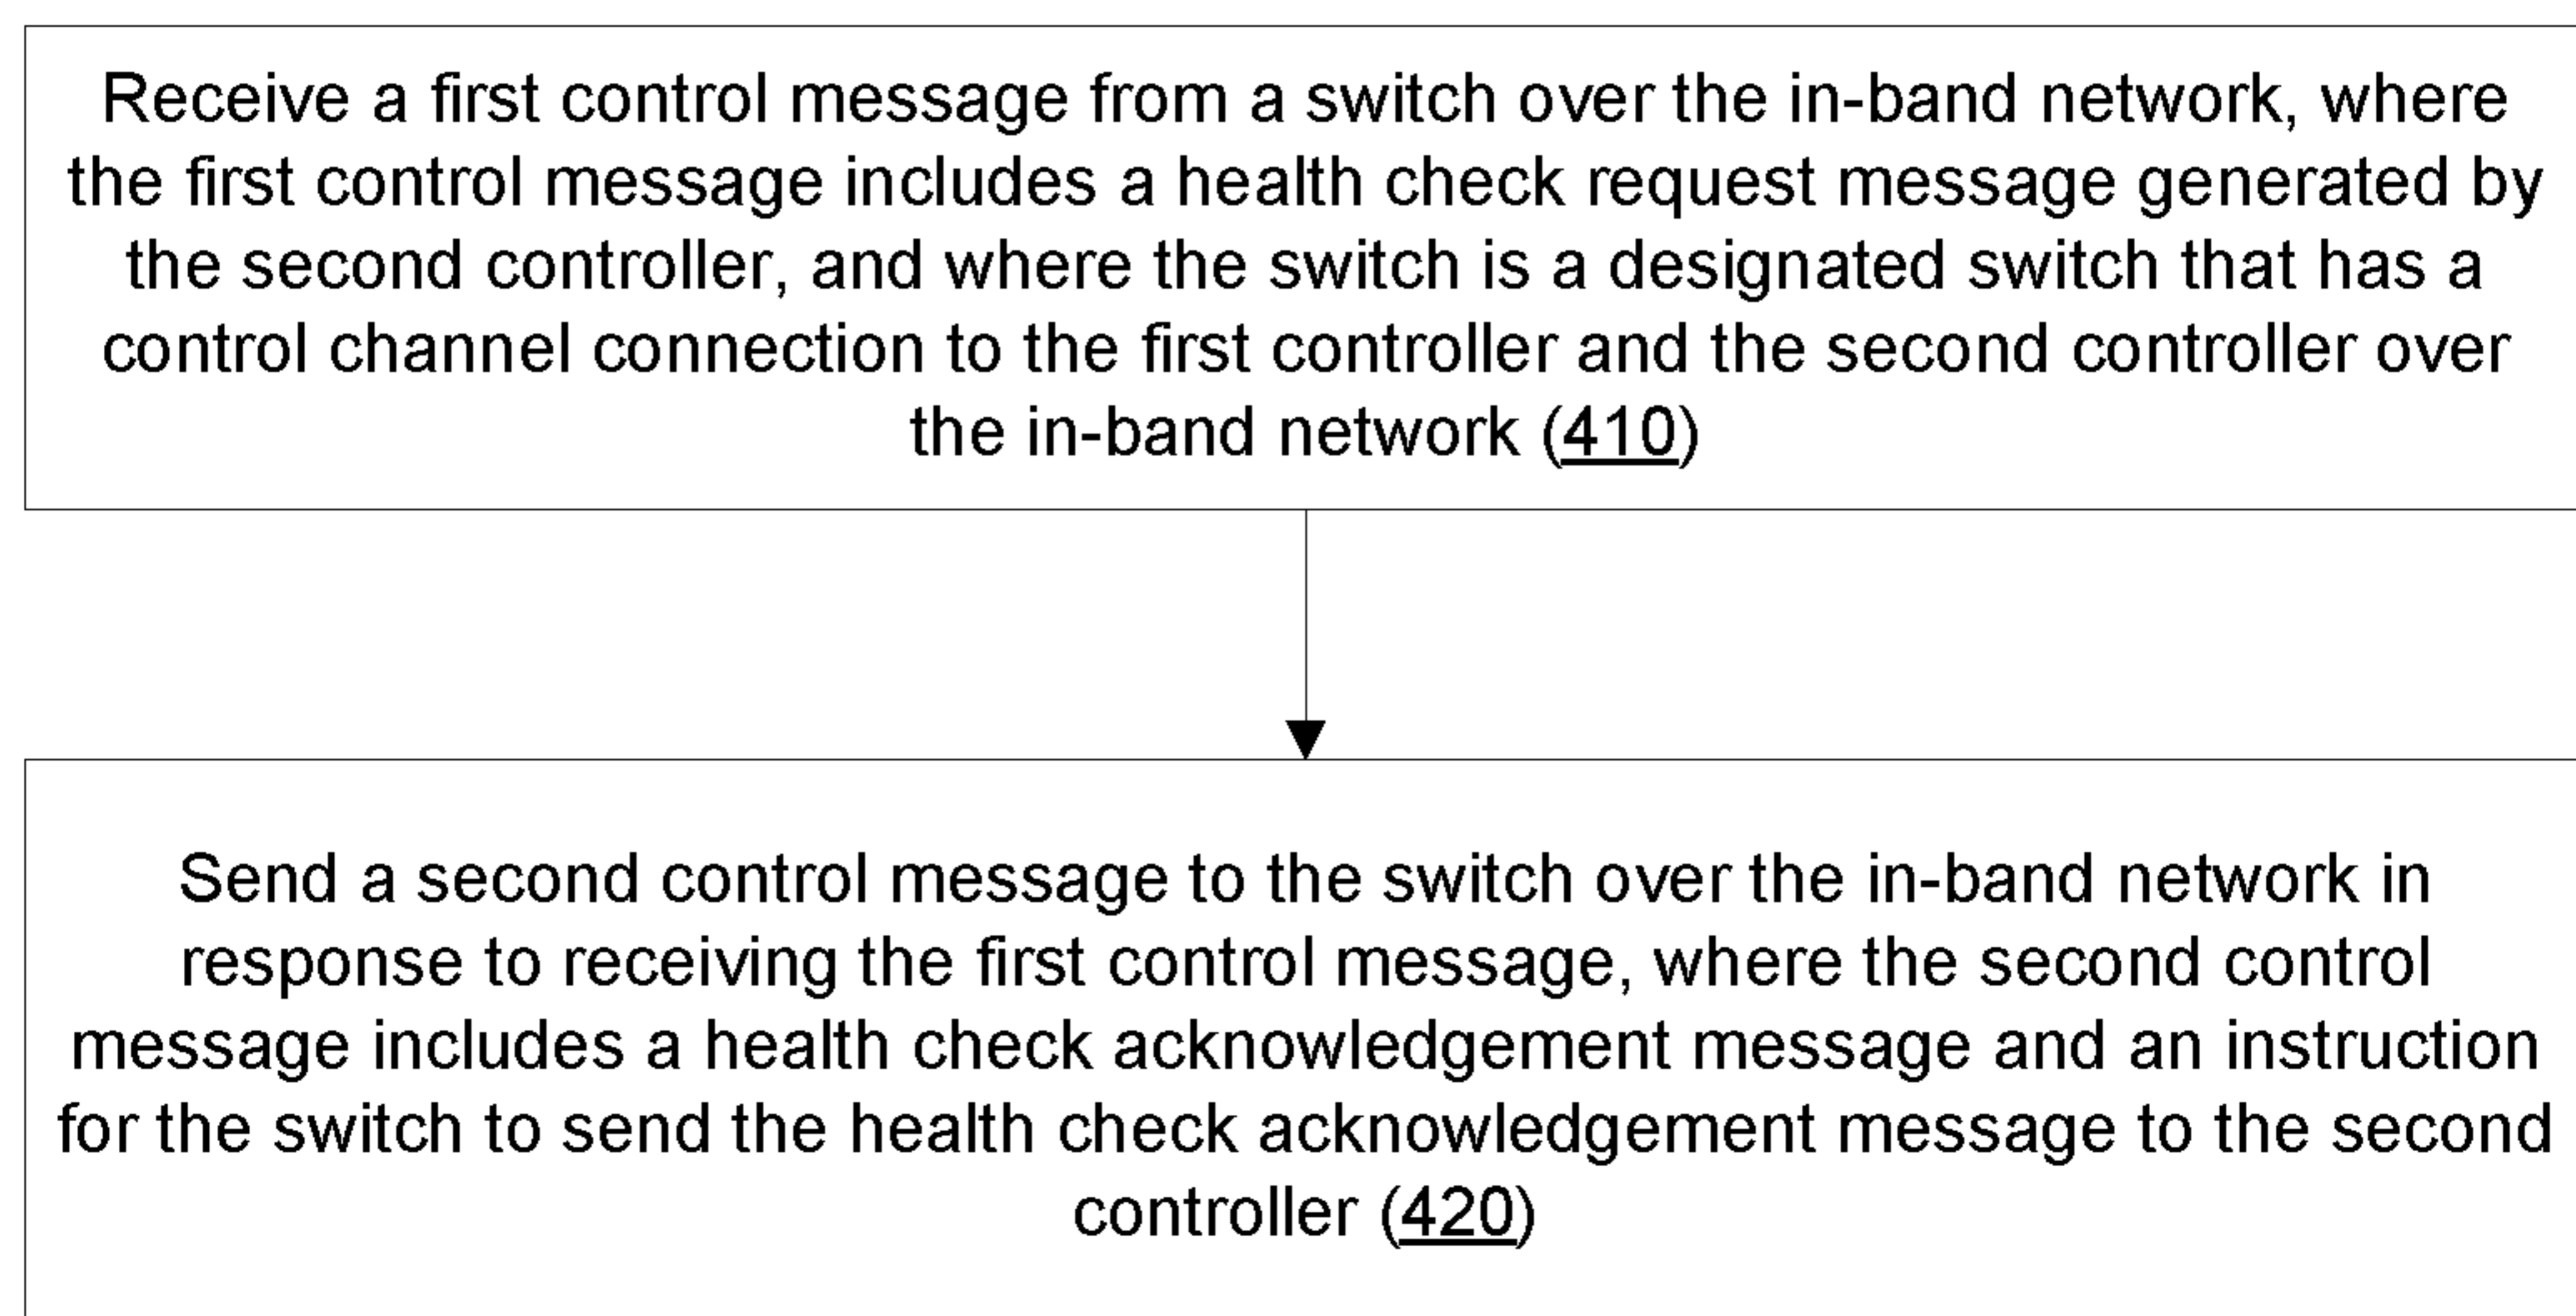 Receive a first control message from a switch over the in-band network, where
the first control message includes a health check request message generated by
the second controller, and where the switch is a designated switch that has a
control channel connection to the first controller and the second controller over
the in-band network (410)
Send a second control message to the switch over the in-band network in
response to receiving the first control message, where the second control
message includes a health check acknowledgement message and an instruction
for the switch to send the health check acknowledgement message to the second
controller (420)